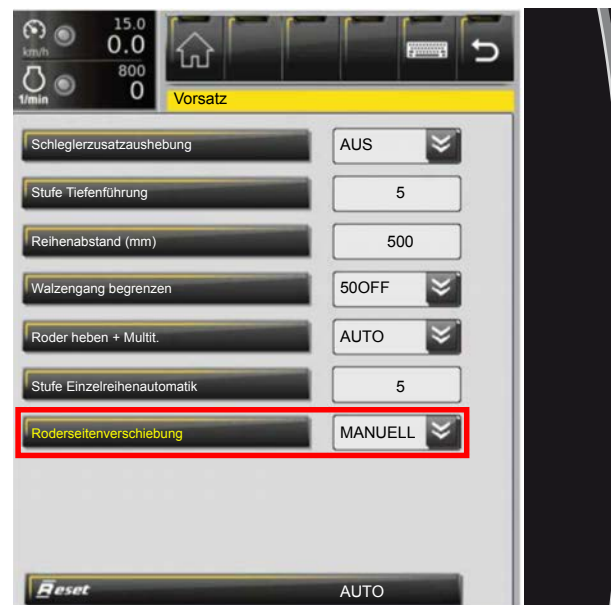 15.0
km/h 0.0
800
1/min 0
Vorsatz
Schleglerzusatzaushebung AUS
Stufe Tiefenführung 5
Reihenabstand (mm) 500
Walzengang begrenzen 50OFF
Roder heben + Multit. AUTO
Stufe Einzelreihenautomatik 5
Roderseitenverschiebung MANUELL
Reset AUTO